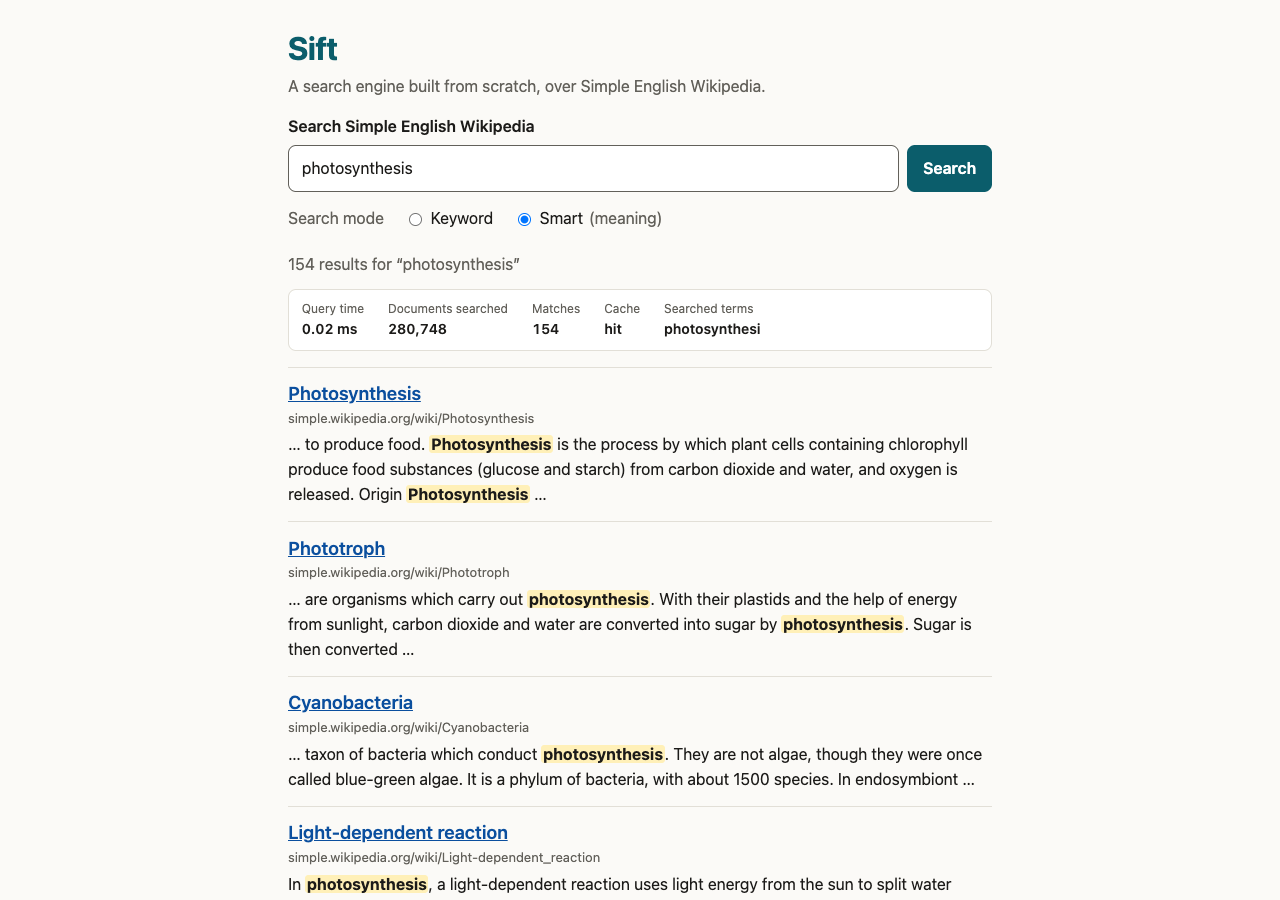 Sift
A search engine built from scratch, over Simple English Wikipedia.
Search Simple English Wikipedia
photosynthesis
Search
Search mode Keyword Smart (meaning)
154 results for “photosynthesis”
Query time Documents searched Matches Cache Searched terms
0.02 ms 280,748 154 hit photosynthesi
Photosynthesis
simple.wikipedia.org/wiki/Photosynthesis
... to produce food. Photosynthesis is the process by which plant cells containing chlorophyll
produce food substances (glucose and starch) from carbon dioxide and water, and oxygen is
released. Origin Photosynthesis ...
Phototroph
simple.wikipedia.org/wiki/Phototroph
... are organisms which carry out photosynthesis. With their plastids and the help of energy
from sunlight, carbon dioxide and water are converted into sugar by photosynthesis. Sugar is
then converted ...
Cyanobacteria
simple.wikipedia.org/wiki/Cyanobacteria
... taxon of bacteria which conduct photosynthesis. They are not algae, though they were once
called blue-green algae. It is a phylum of bacteria, with about 1500 species. In endosymbiont ...
Light-dependent reaction
simple.wikipedia.org/wiki/Light-dependent_reaction
In photosynthesis, a light-dependent reaction uses light energy from the sun to split water